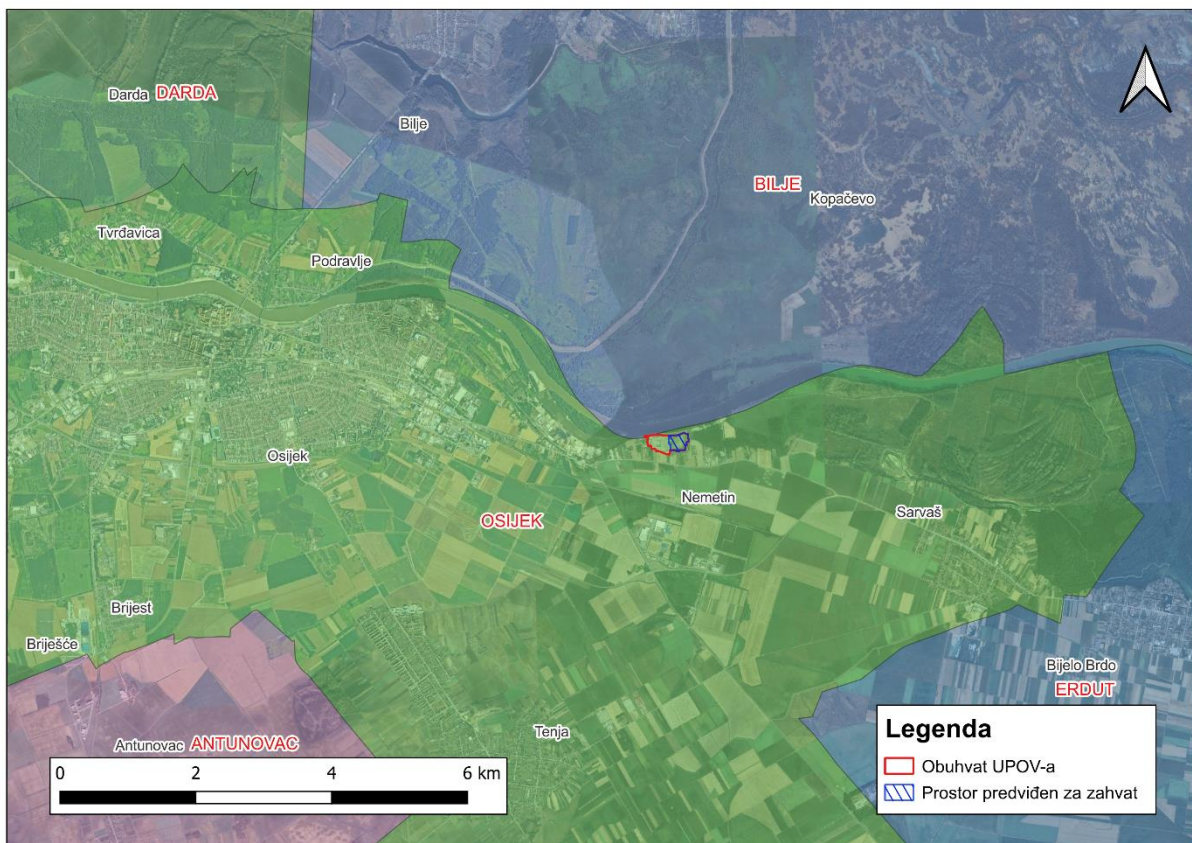 Darda DARDA
Bilje
BILJE
Kopačevo
Tvrđavica
Podravlje
Osijek
Nemetin
OSIJEK
Sarvaš
Brijest
Briješće
Bijelo Brdo
ERDUT
Tenja
Antunovac ANTUNOVAC
0 2 4 6 km
Legenda
Obuhvat UPOV-a
Prostor predviđen za zahvat